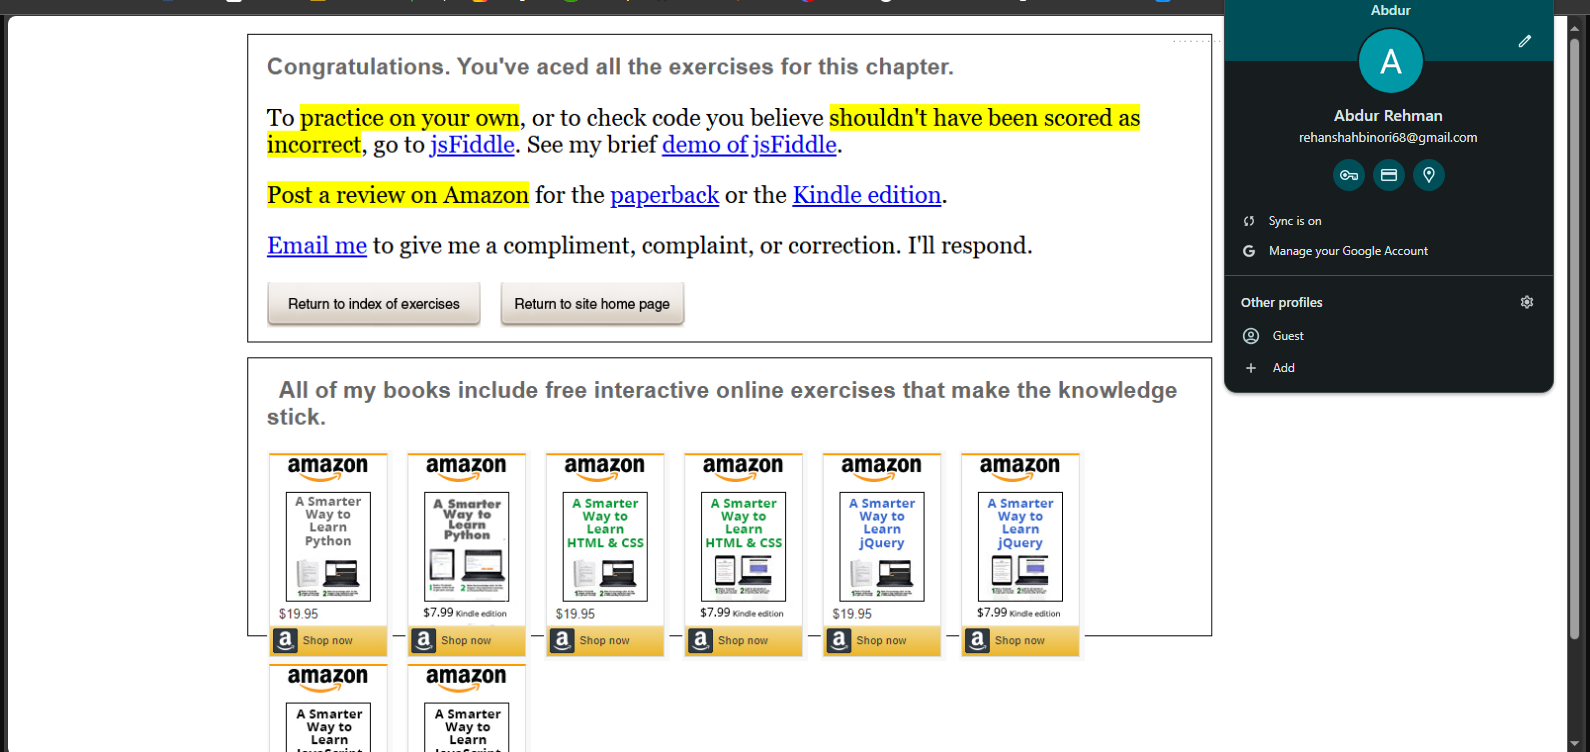 Congratulations. You've aced all the exercises for this chapter.
To practice on your own, or to check code you believe shouldn't have been scored as
incorrect, go to jsFiddle. See my brief demo of jsFiddle.
Post a review on Amazon for the paperback or the Kindle edition.
Email me to give me a compliment, complaint, or correction. I'll respond.
Return to index of exercises
Return to site home page
All of my books include free interactive online exercises that make the knowledge
stick.
amazon
A Smarter
Way to
Learn
Python
$19.95
Shop now
amazon
A Smarter
Way to
Learn
Python
$7.99 Kindle edition
Shop now
amazon
A Smarter
Way to
Learn
HTML & CSS
$19.95
Shop now
amazon
A Smarter
Way to
Learn
HTML & CSS
$7.99 Kindle edition
Shop now
amazon
A Smarter
Way to
Learn
jQuery
$19.95
Shop now
amazon
A Smarter
Way to
Learn
jQuery
$7.99 Kindle edition
Shop now
amazon
A Smarter
Way to
Learn
JavaScript
amazon
A Smarter
Way to
Learn
JavaScript
Abdur
A
Abdur Rehman
rehanshahbinori68@gmail.com
Sync is on
Manage your Google Account
Other profiles
Guest
Add